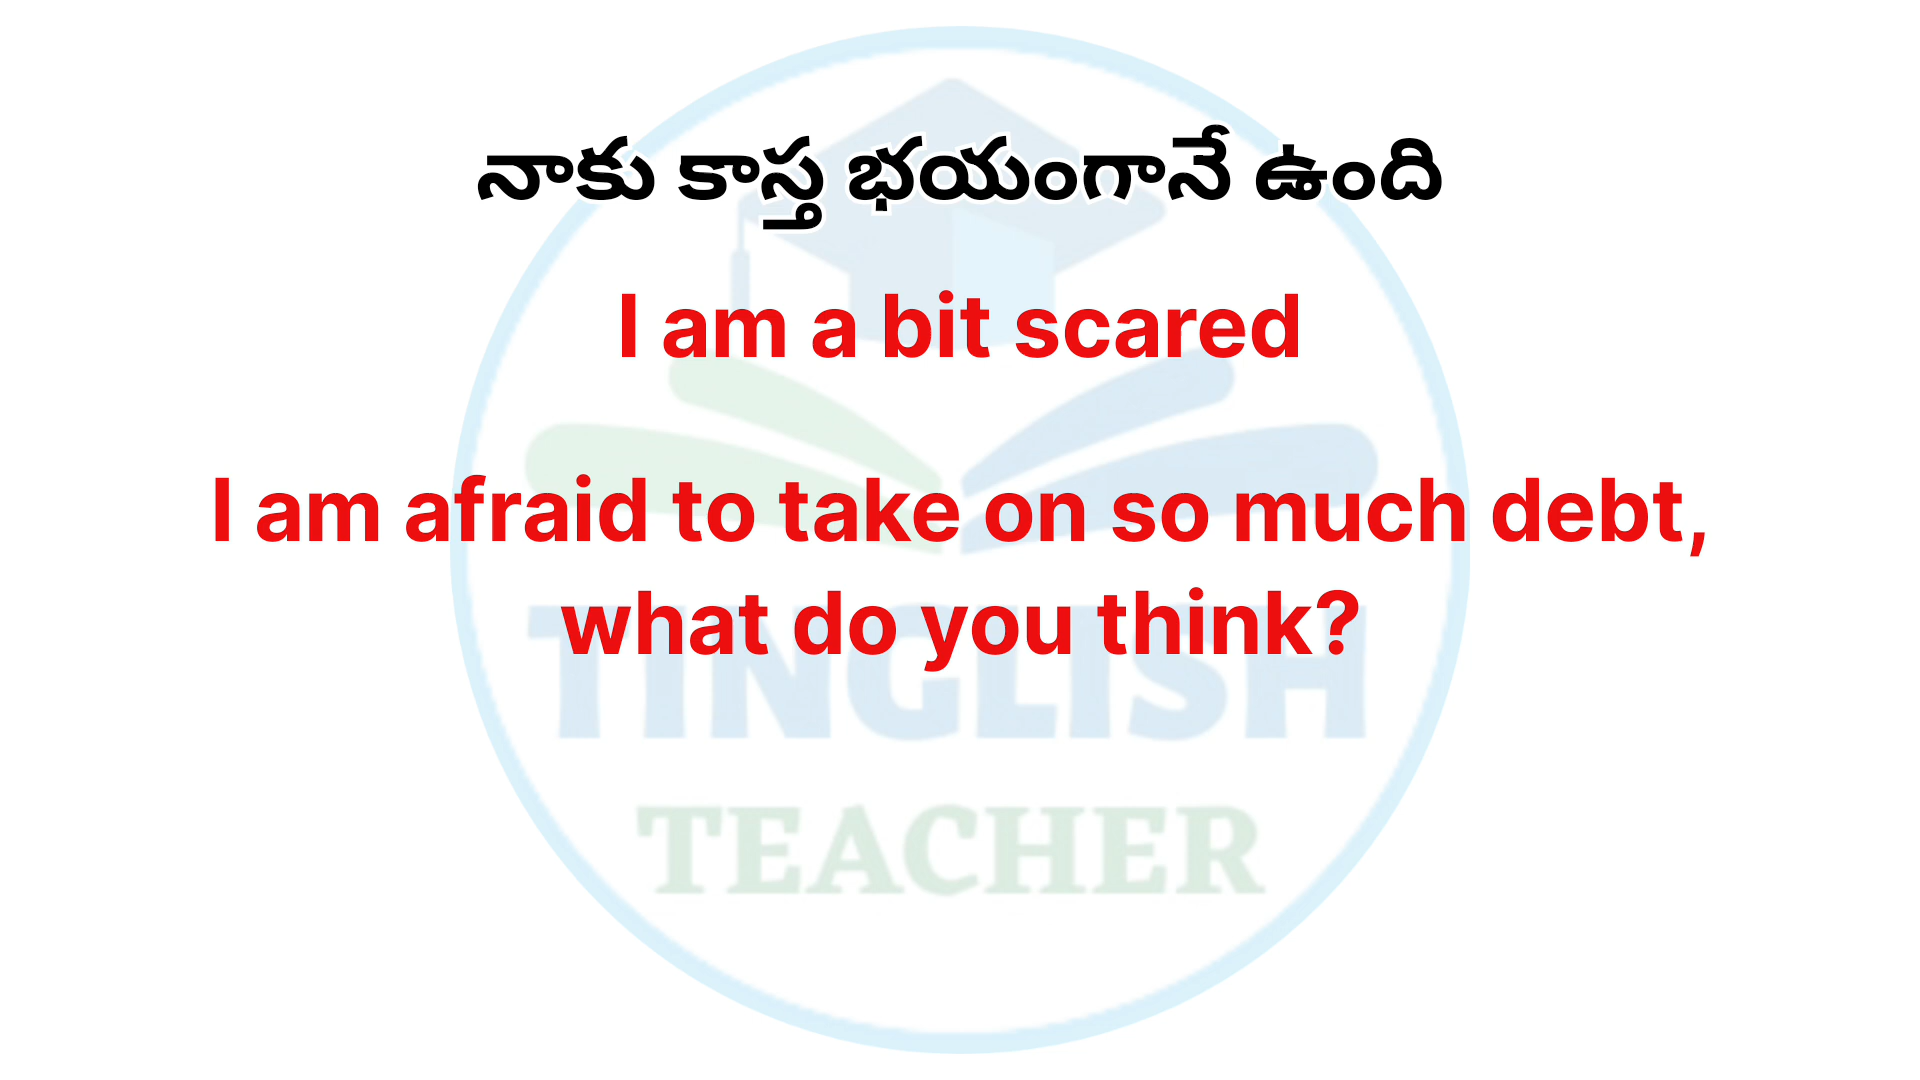 నాకు కాస్త భయంగానే ఉంది
I am a bit scared
I am afraid to take on so much debt,
what do you think?
TINGLISH
TEACHER